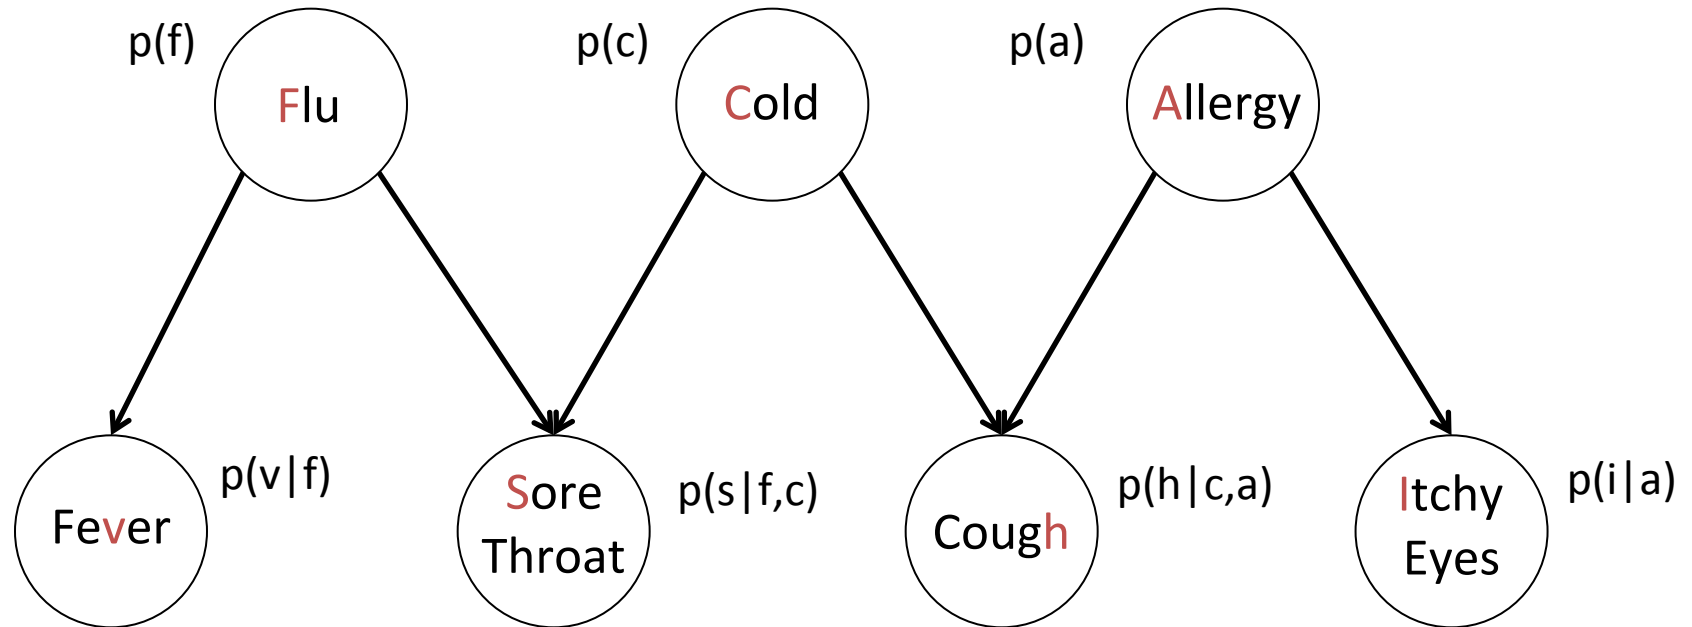 p(f)
Flu
p(c)
Cold
p(a)
Allergy
Fever
p(v|f)
Sore
Throat
p(s|f,c)
Cough
p(h|c,a)
Itchy
Eyes
p(i|a)